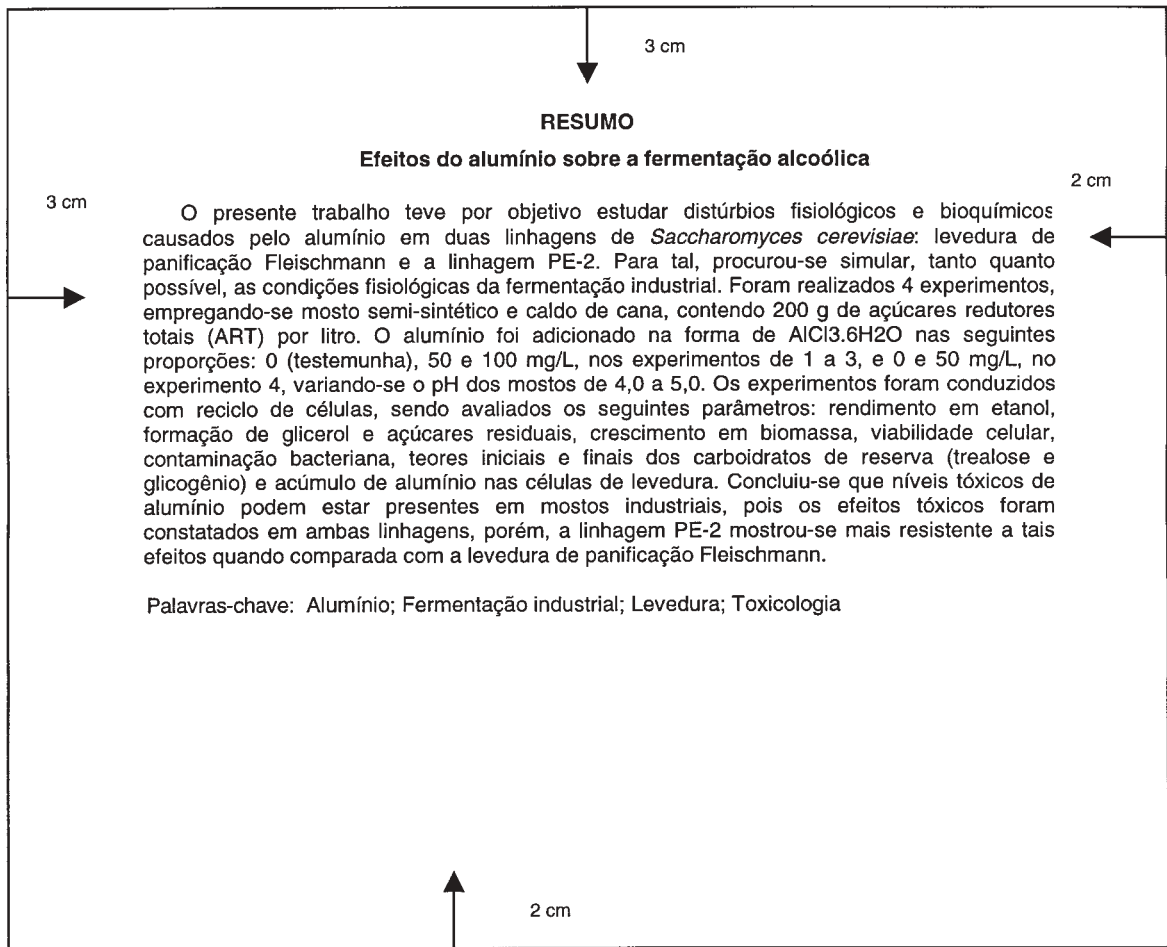 3 cm
RESUMO
Efeitos do alumínio sobre a fermentação alcoólica
2 cm
3 cm
O presente trabalho teve por objetivo estudar distúrbios fisiológicos e bioquímicos
causados pelo alumínio em duas linhagens de Saccharomyces cerevisiae: levedura de
panificação Fleischmann e a linhagem PE-2. Para tal, procurou-se simular, tanto quanto
possível, as condições fisiológicas da fermentação industrial. Foram realizados 4 experimentos,
empregando-se mosto semi-sintético e caldo de cana, contendo 200 g de açúcares redutores
totais (ART) por litro. O alumínio foi adicionado na forma de AlCl3.6H2O nas seguintes
proporções: 0 (testemunha), 50 e 100 mg/L, nos experimentos de 1 a 3, e 0 e 50 mg/L, no
experimento 4, variando-se o pH dos mostos de 4,0 a 5,0. Os experimentos foram conduzidos
com reciclo de células, sendo avaliados os seguintes parâmetros: rendimento em etanol,
formação de glicerol e açúcares residuais, crescimento em biomassa, viabilidade celular,
contaminação bacteriana, teores iniciais e finais dos carboidratos de reserva (trealose e
glicogênio) e acúmulo de alumínio nas células de levedura. Concluiu-se que níveis tóxicos de
alumínio podem estar presentes em mostos industriais, pois os efeitos tóxicos foram
constatados em ambas linhagens, porém, a linhagem PE-2 mostrou-se mais resistente a tais
efeitos quando comparada com a levedura de panificação Fleischmann.
Palavras-chave: Alumínio; Fermentação industrial; Levedura; Toxicologia
2 cm